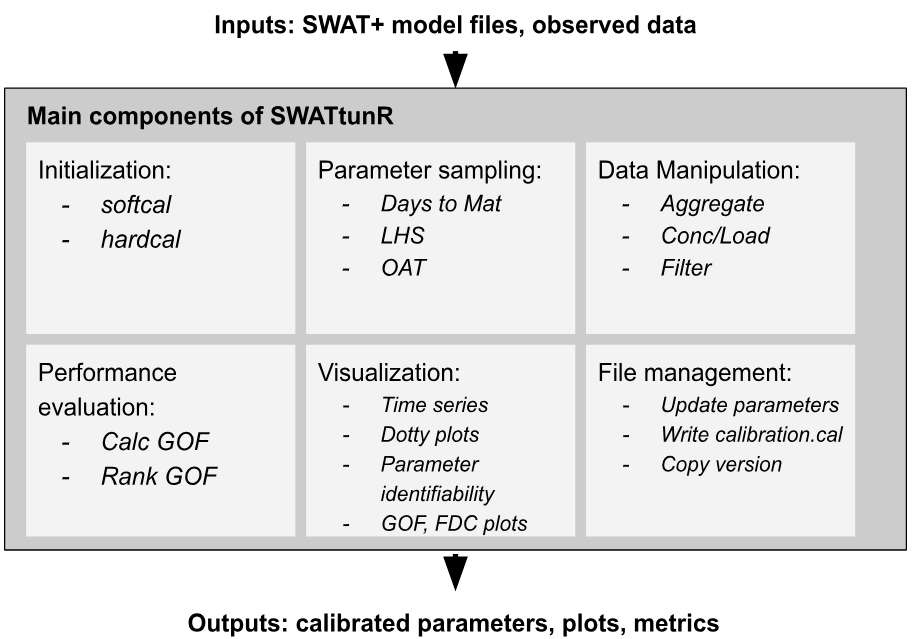 Inputs: SWAT+ model files, observed data
Main components of SWATtunR
Initialization:
- softcal
- hardcal
Parameter sampling:
- Days to Mat
- LHS
- OAT
Data Manipulation:
- Aggregate
- Conc/Load
- Filter
Performance
evaluation:
- Calc GOF
- Rank GOF
Visualization:
- Time series
- Dotty plots
- Parameter
identifiability
- GOF, FDC plots
File management:
- Update parameters
- Write calibration.cal
- Copy version
Outputs: calibrated parameters, plots, metrics